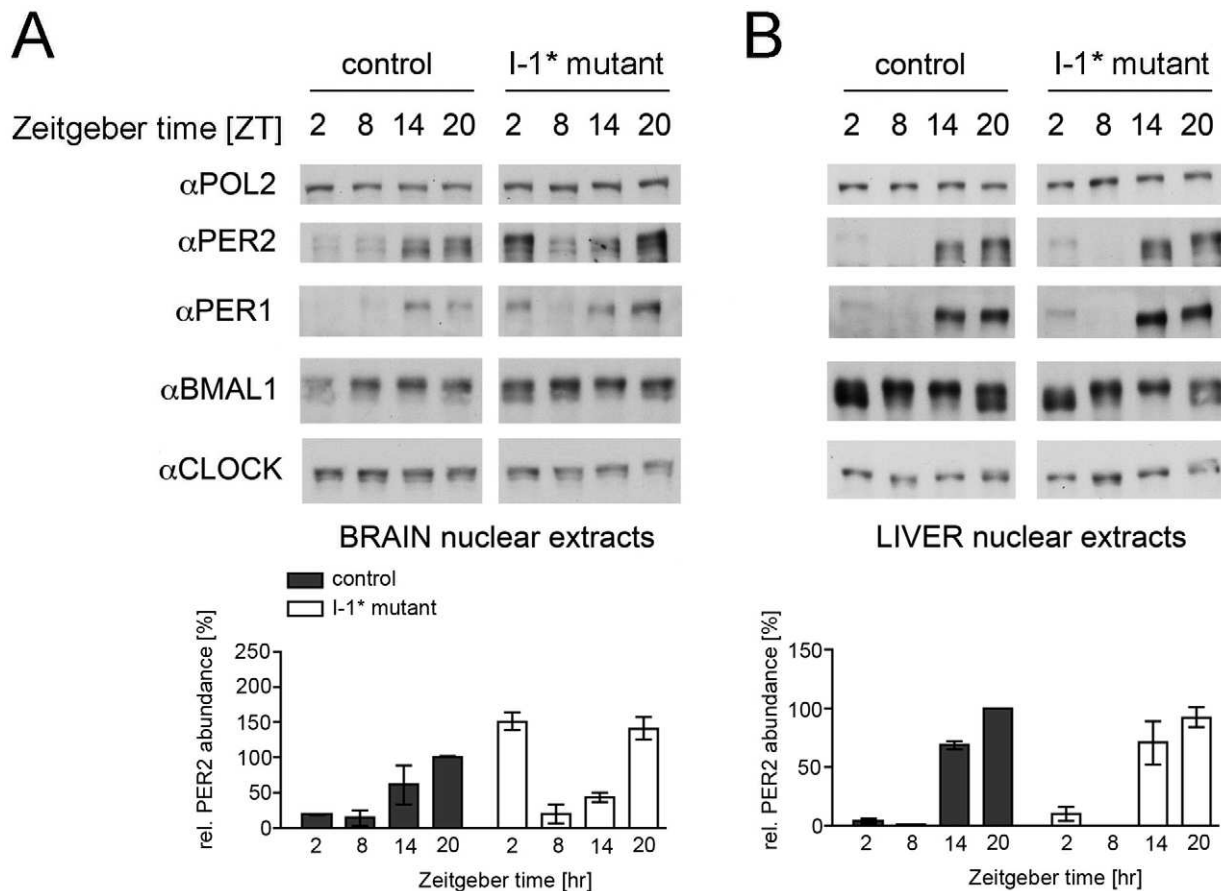 A
B
control I-1* mutant
control I-1* mutant
Zeitgeber time [ZT] 2 8 14 20 2 8 14 20
2 8 14 20 2 8 14 20
αPOL2
αPER2
αPER1
αBMAL1
αCLOCK
BRAIN nuclear extracts
LIVER nuclear extracts
control
I-1* mutant
rel. PER2 abundance [%]
250
200
150
100
50
0
2 8 14 20 2 8 14 20
Zeitgeber time [hr]
rel. PER2 abundance [%]
150
100
50
0
2 8 14 20 2 8 14 20
Zeitgeber time [hr]